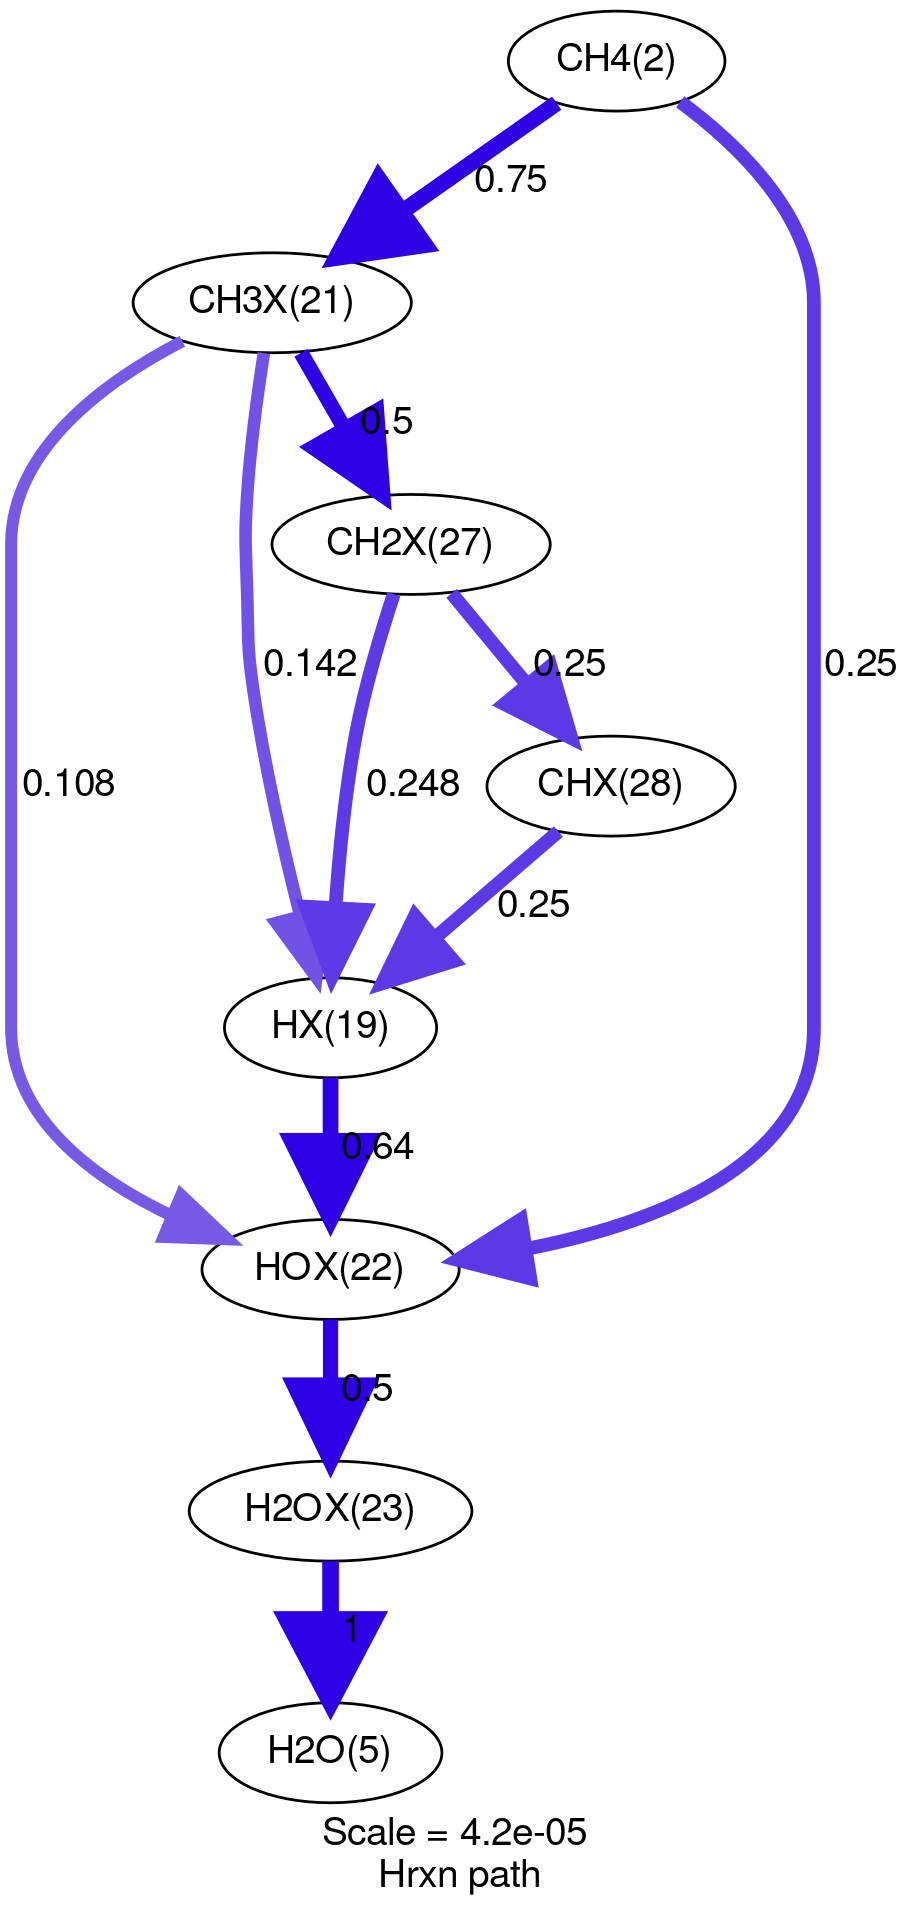 CH4(2)
0.75
CH3X(21)
0.5
CH2X(27)
0.142
0.25
0.25
0.108
0.248
CHX(28)
0.25
HX(19)
0.64
HOX(22)
0.5
H2OX(23)
1
H2O(5)
Scale = 4.2e-05
Hrxn path